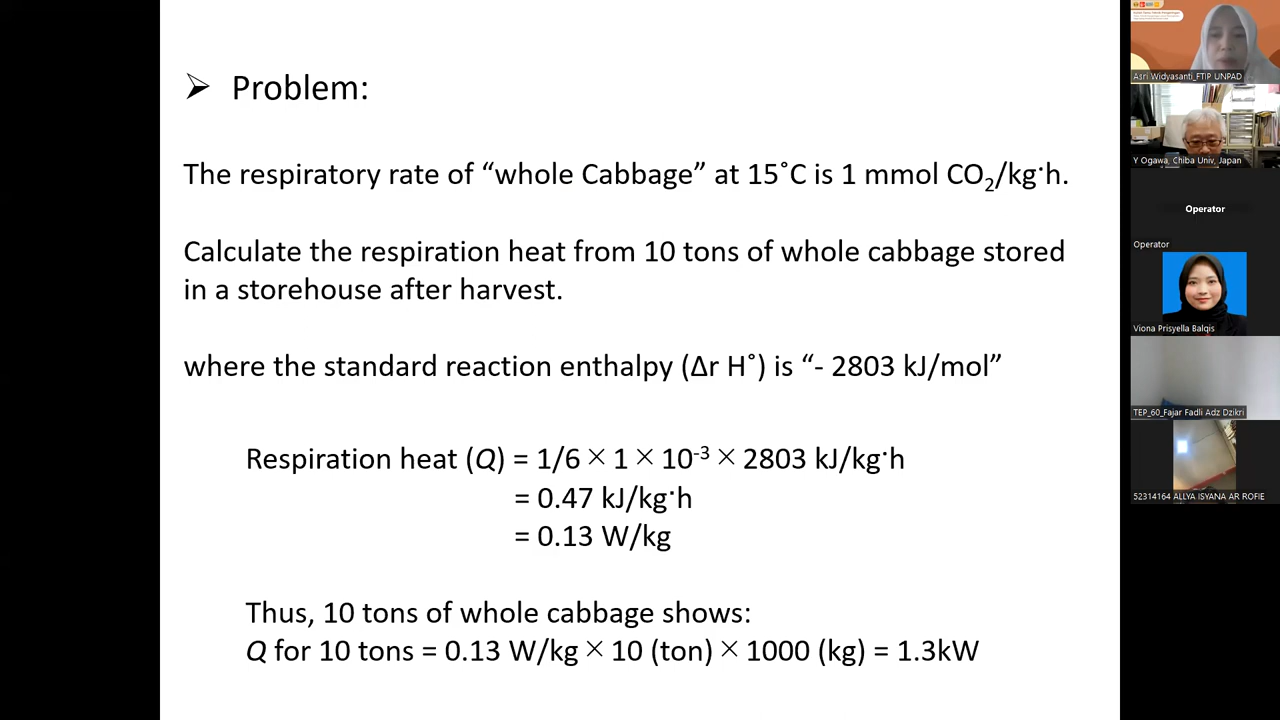 ➢ Problem:
The respiratory rate of “whole Cabbage” at 15˚C is 1 mmol CO₂/kg·h.
Calculate the respiration heat from 10 tons of whole cabbage stored
in a storehouse after harvest.
where the standard reaction enthalpy (Δr H˚) is “- 2803 kJ/mol”
Respiration heat (Q) = 1/6 × 1 × 10⁻³ × 2803 kJ/kg·h
= 0.47 kJ/kg·h
= 0.13 W/kg
Thus, 10 tons of whole cabbage shows:
Q for 10 tons = 0.13 W/kg × 10 (ton) × 1000 (kg) = 1.3kW
Asri Widyasanti_FTIP UNPAD
Y Ogawa, Chiba Univ, Japan
Operator
Operator
Viona Prisyella Balqis
TEP_60_Fajar Fadli Adz Dzikri
52314164 ALLYA ISYANA AR ROFIE